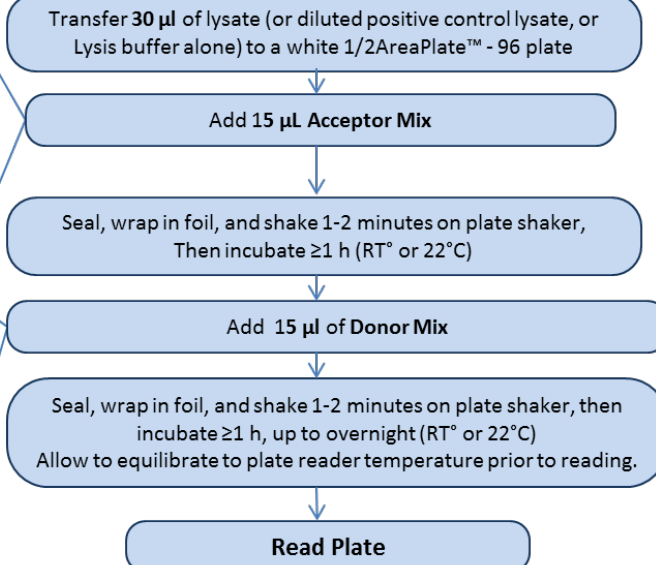 Transfer 30 µl of lysate (or diluted positive control lysate, or
Lysis buffer alone) to a white 1/2AreaPlate™ - 96 plate
Add 15 µL Acceptor Mix
Seal, wrap in foil, and shake 1-2 minutes on plate shaker,
Then incubate ≥1 h (RT° or 22°C)
Add 15 µl of Donor Mix
Seal, wrap in foil, and shake 1-2 minutes on plate shaker, then
incubate ≥1 h, up to overnight (RT° or 22°C)
Allow to equilibrate to plate reader temperature prior to reading.
Read Plate